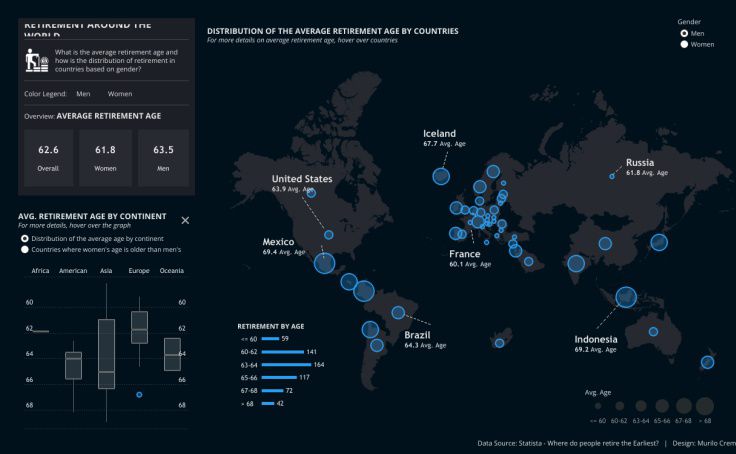 RETIREMENT AROUND THE
WORLD
What is the average retirement age and
how is the distribution of retirement in
countries based on gender?
Color Legend: Men Women
Overview: AVERAGE RETIREMENT AGE
62.6 61.8 63.5
Overall Women Men
AVG. RETIREMENT AGE BY CONTINENT
For more details, hover over the graph
Distribution of the average age by continent
Countries where women's age is older than men's
Africa American Asia Europe Oceania
60 60
62 62
64 64
66 66
68 68
DISTRIBUTION OF THE AVERAGE RETIREMENT AGE BY COUNTRIES
For more details on average retirement age, hover over countries
Gender
Men
Women
Iceland
67.7 Avg. Age
Russia
61.8 Avg. Age
United States
63.9 Avg. Age
Mexico
69.4 Avg. Age
France
60.1 Avg. Age
Brazil
64.3 Avg. Age
Indonesia
69.2 Avg. Age
RETIREMENT BY AGE
<= 60 59
60-62 141
63-64 164
65-66 117
67-68 72
> 68 42
Avg. Age
<= 60 60-62 63-64 65-66 67-68 > 68
Data Source: Statista - Where do people retire the Earliest? | Design: Murilo Crem